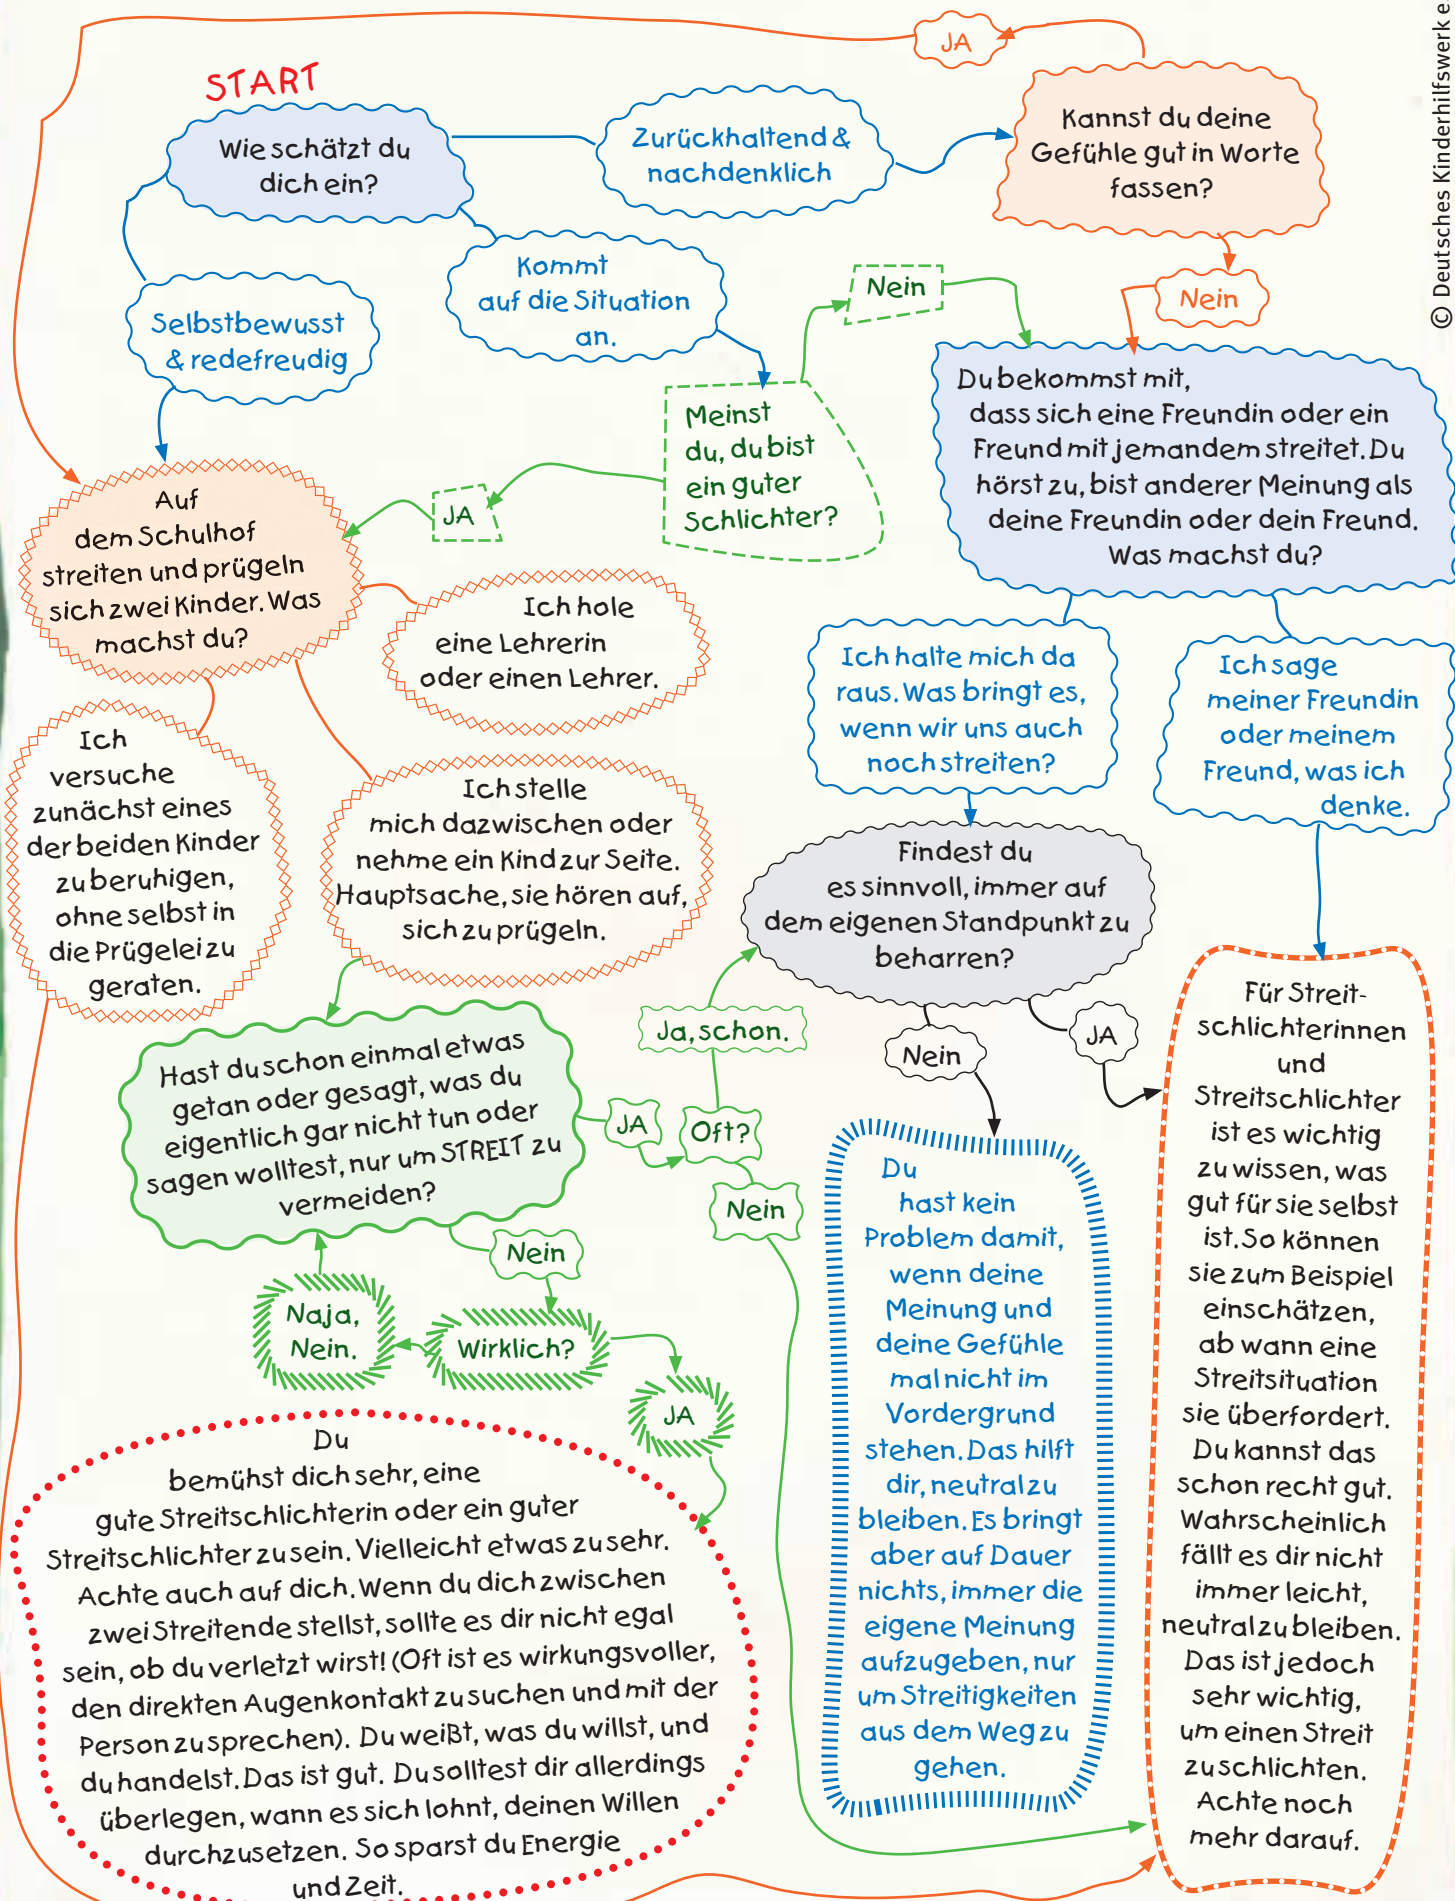 JA
START
Wie schätzt du
dich ein?
Zurückhaltend &
nachdenklich
Kannst du deine
Gefühle gut in Worte
fassen?
Selbstbewusst
& redefreudig
Kommt
auf die Situation
an.
Nein
Nein
Meinst
du, du bist
ein guter
Schlichter?
JA
Du bekommst mit,
dass sich eine Freundin oder ein
Freund mit jemandem streitet. Du
hörst zu, bist anderer Meinung als
deine Freundin oder dein Freund.
Was machst du?
Auf
dem Schulhof
streiten und prügeln
sich zwei Kinder. Was
machst du?
Ich hole
eine Lehrerin
oder einen Lehrer.
Ich halte mich da
raus. Was bringt es,
wenn wir uns auch
noch streiten?
Ich sage
meiner Freundin
oder meinem
Freund, was ich
denke.
Ich
versuche
zunächst eines
der beiden Kinder
zu beruhigen,
ohne selbst in
die Prügelei zu
geraten.
Ich stelle
mich dazwischen oder
nehme ein Kind zur Seite.
Hauptsache, sie hören auf,
sich zu prügeln.
Findest du
es sinnvoll, immer auf
dem eigenen Standpunkt zu
beharren?
Hast du schon einmal etwas
getan oder gesagt, was du
eigentlich gar nicht tun oder
sagen wolltest, nur um STREIT zu
vermeiden?
Ja, schon.
JA
Oft?
Nein
Nein
JA
Nein
Naja,
Nein.
Wirklich?
JA
Du
bemühst dich sehr, eine
gute Streitschlichterin oder ein guter
Streitschlichter zu sein. Vielleicht etwas zu sehr.
Achte auch auf dich. Wenn du dich zwischen
zwei Streitende stellst, sollte es dir nicht egal
sein, ob du verletzt wirst! (Oft ist es wirkungsvoller,
den direkten Augenkontakt zu suchen und mit der
Person zu sprechen). Du weißt, was du willst, und
du handelst. Das ist gut. Du solltest dir allerdings
überlegen, wann es sich lohnt, deinen Willen
durchzusetzen. So sparst du Energie
und Zeit.
Du
hast kein
Problem damit,
wenn deine
Meinung und
deine Gefühle
mal nicht im
Vordergrund
stehen. Das hilft
dir, neutral zu
bleiben. Es bringt
aber auf Dauer
nichts, immer die
eigene Meinung
aufzugeben, nur
um Streitigkeiten
aus dem Weg zu
gehen.
Für Streit-
schlichterinnen
und
Streitschlichter
ist es wichtig
zu wissen, was
gut für sie selbst
ist. So können
sie zum Beispiel
einschätzen,
ab wann eine
Streitsituation
sie überfordert.
Du kannst das
schon recht gut.
Wahrscheinlich
fällt es dir nicht
immer leicht,
neutral zu bleiben.
Das ist jedoch
sehr wichtig,
um einen Streit
zu schlichten.
Achte noch
mehr darauf.
© Deutsches Kinderhilfswerk e